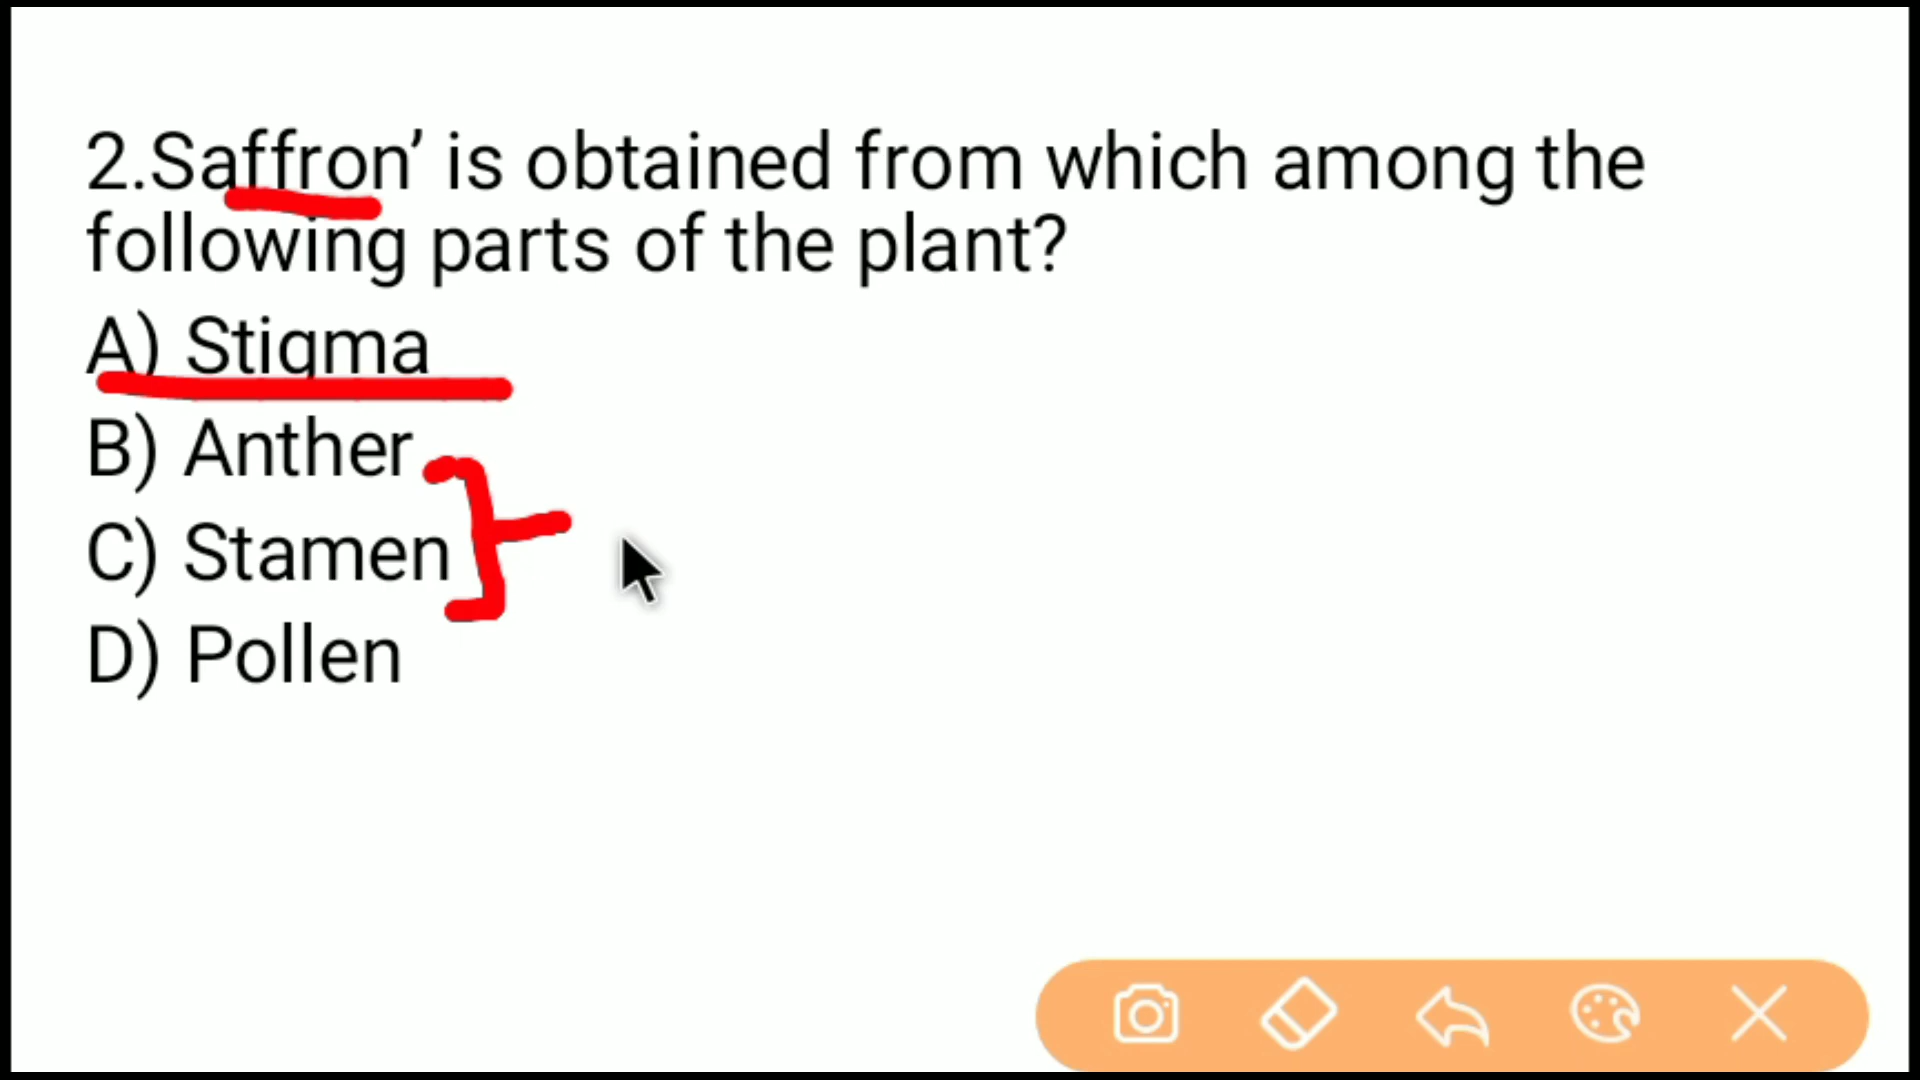 2.Saffron’ is obtained from which among the
following parts of the plant?
A) Stigma
B) Anther
C) Stamen
D) Pollen